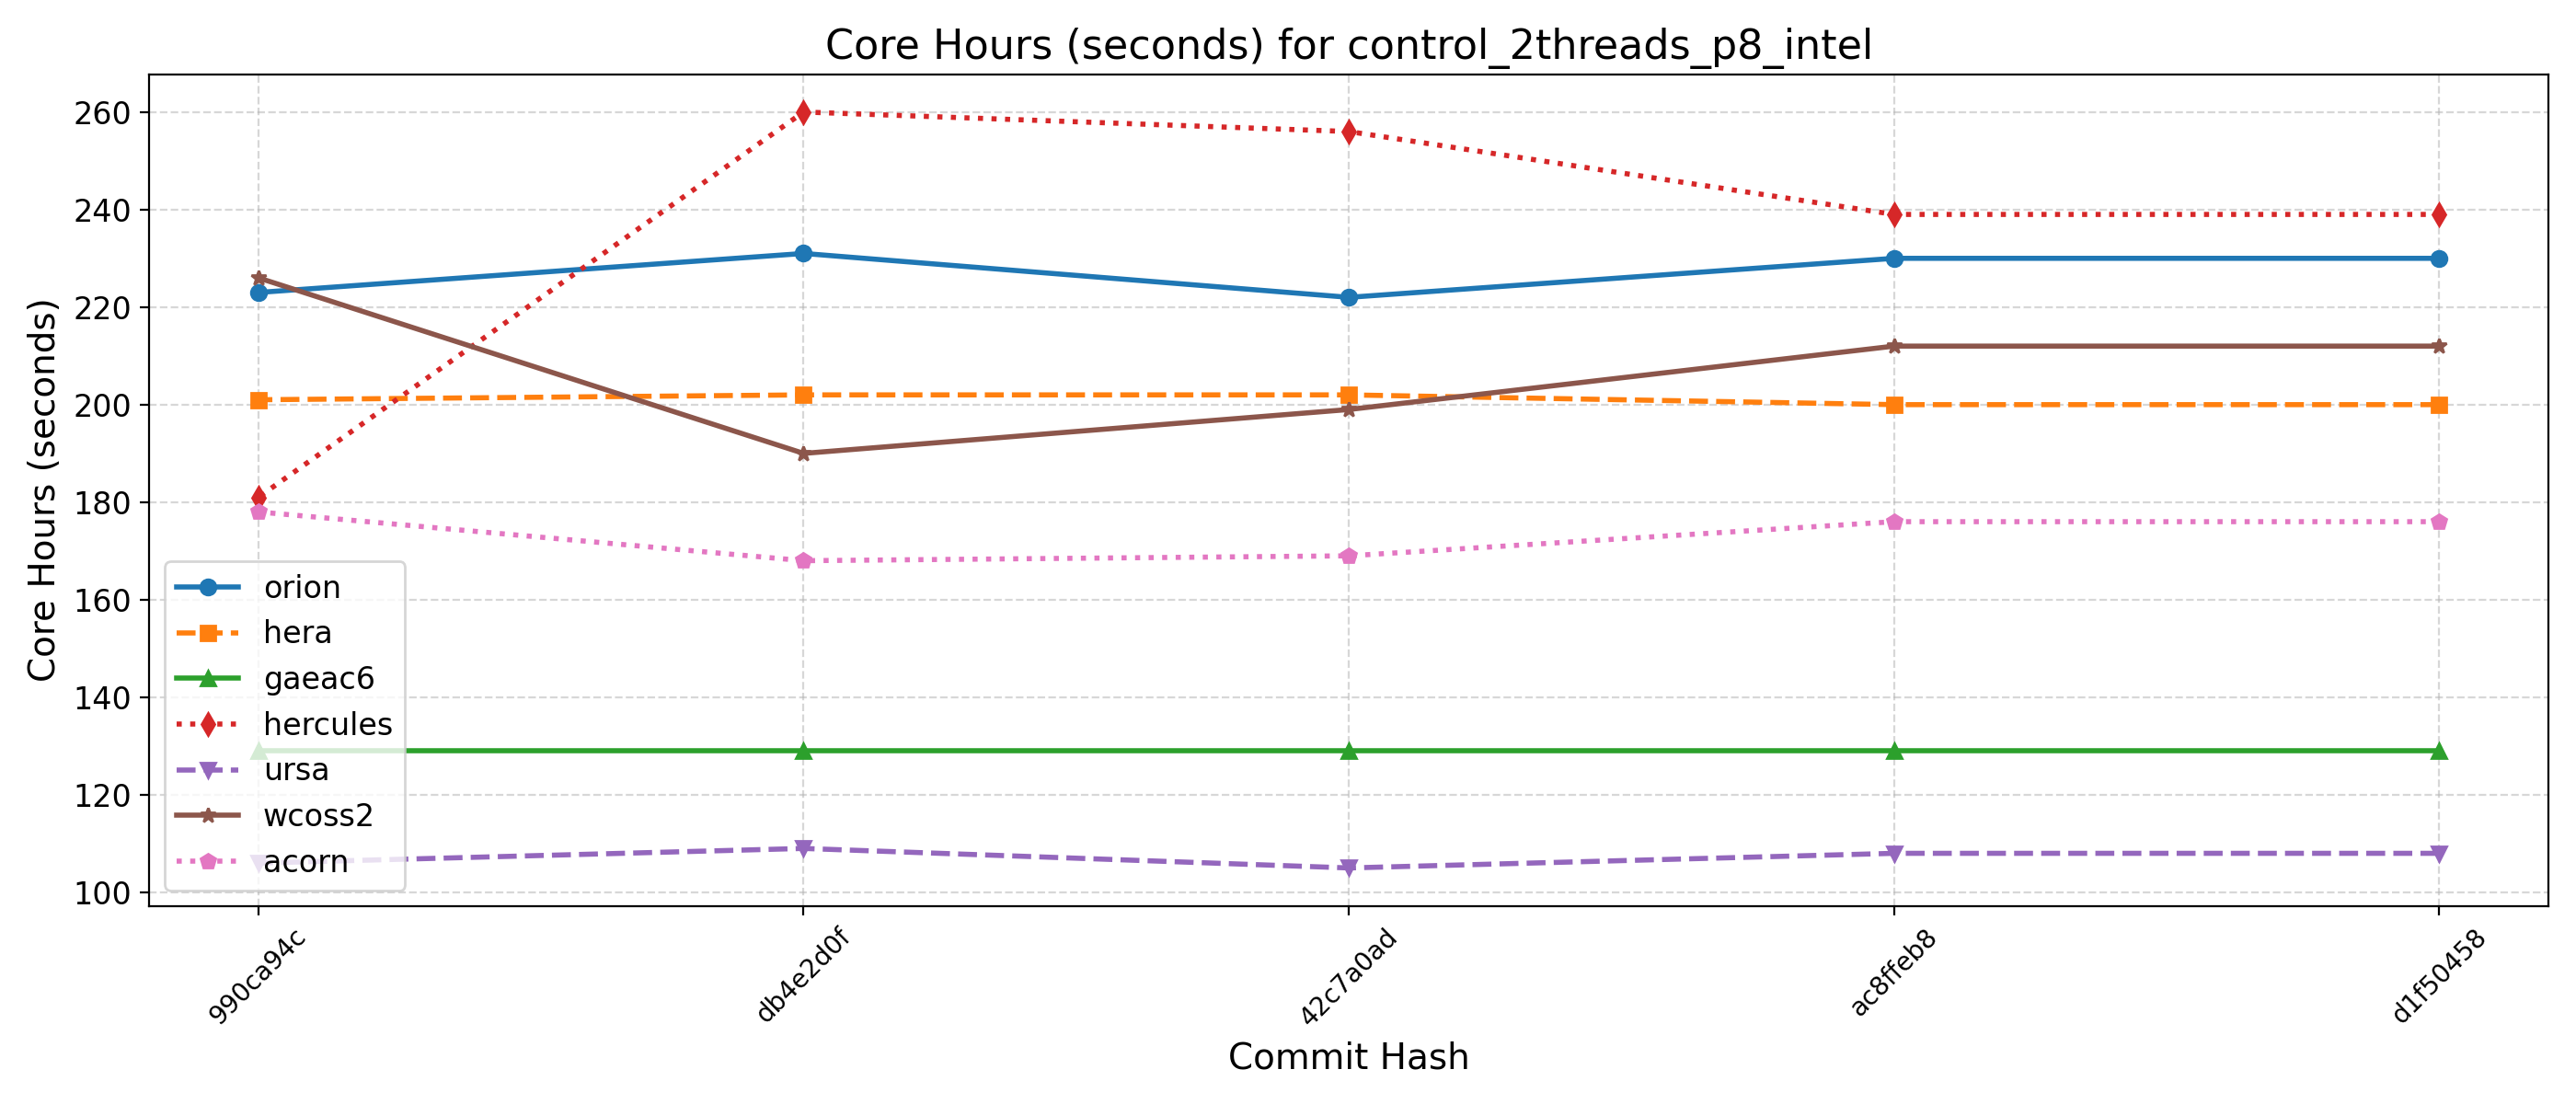 Core Hours (seconds) for control_2threads_p8_intel
Core Hours (seconds)
260
240
220
200
180
160
140
120
100
orion
hera
gaeac6
hercules
ursa
wcoss2
acorn
990ca94c
db4e2d0f
42c7a0ad
ac8ffeb8
d1f50458
Commit Hash